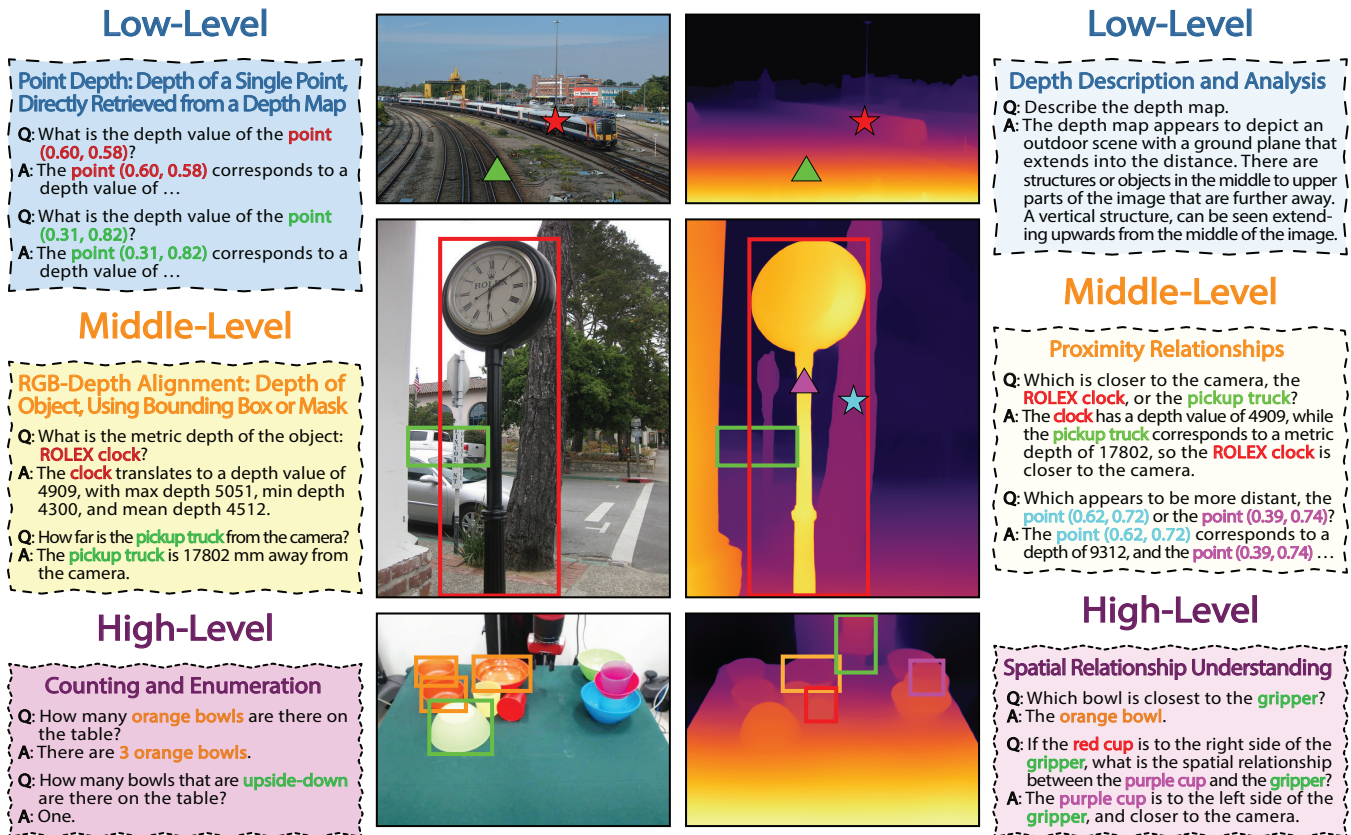 Low-Level
Point Depth: Depth of a Single Point,
Directly Retrieved from a Depth Map
Q: What is the depth value of the point
(0.60, 0.58)?
A: The point (0.60, 0.58) corresponds to a
depth value of …
Q: What is the depth value of the point
(0.31, 0.82)?
A: The point (0.31, 0.82) corresponds to a
depth value of …
Middle-Level
RGB-Depth Alignment: Depth of
Object, Using Bounding Box or Mask
Q: What is the metric depth of the object:
ROLEX clock?
A: The clock translates to a depth value of
4909, with max depth 5051, min depth
4300, and mean depth 4512.
Q: How far is the pickup truck from the camera?
A: The pickup truck is 17802 mm away from
the camera.
High-Level
Counting and Enumeration
Q: How many orange bowls are there on
the table?
A: There are 3 orange bowls.
Q: How many bowls that are upside-down
are there on the table?
A: One.
ROLEX
Low-Level
Depth Description and Analysis
Q: Describe the depth map.
A: The depth map appears to depict an
outdoor scene with a ground plane that
extends into the distance. There are
structures or objects in the middle to upper
parts of the image that are further away.
A vertical structure, can be seen extend-
ing upwards from the middle of the image.
Middle-Level
Proximity Relationships
Q: Which is closer to the camera, the
ROLEX clock, or the pickup truck?
A: The clock has a depth value of 4909, while
the pickup truck corresponds to a metric
depth of 17802, so the ROLEX clock is
closer to the camera.
Q: Which appears to be more distant, the
point (0.62, 0.72) or the point (0.39, 0.74)?
A: The point (0.62, 0.72) corresponds to a
depth of 9312, and the point (0.39, 0.74) …
High-Level
Spatial Relationship Understanding
Q: Which bowl is closest to the gripper?
A: The orange bowl.
Q: If the red cup is to the right side of the
gripper, what is the spatial relationship
between the purple cup and the gripper?
A: The purple cup is to the left side of the
gripper, and closer to the camera.